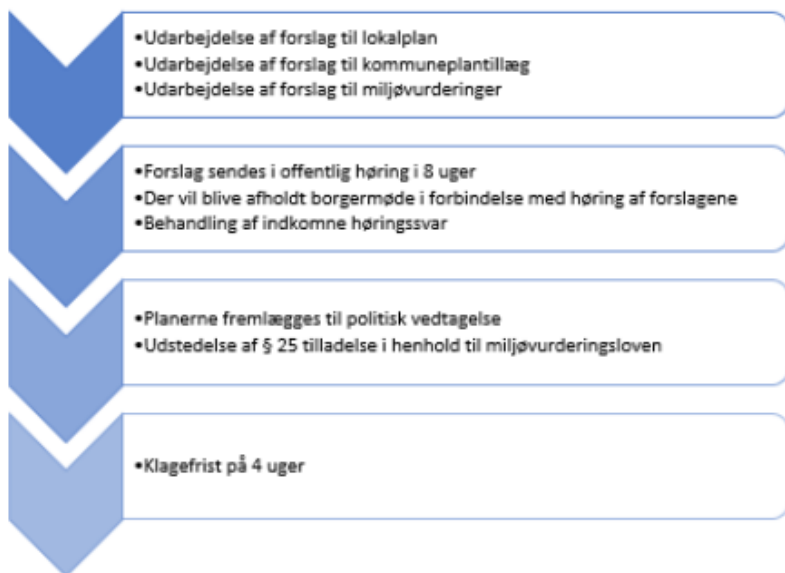 •Udarbejdelse af forslag til lokalplan
•Udarbejdelse af forslag til kommuneplantillæg
•Udarbejdelse af forslag til miljøvurderinger
•Forslag sendes i offentlig høring i 8 uger
•Der vil blive afholdt borgermøde i forbindelse med høring af forslagene
•Behandling af indkomne høringssvar
•Planerne fremlægges til politisk vedtagelse
•Udstedelse af § 25 tilladelse i henhold til miljøvurderingsloven
•Klagefrist på 4 uger